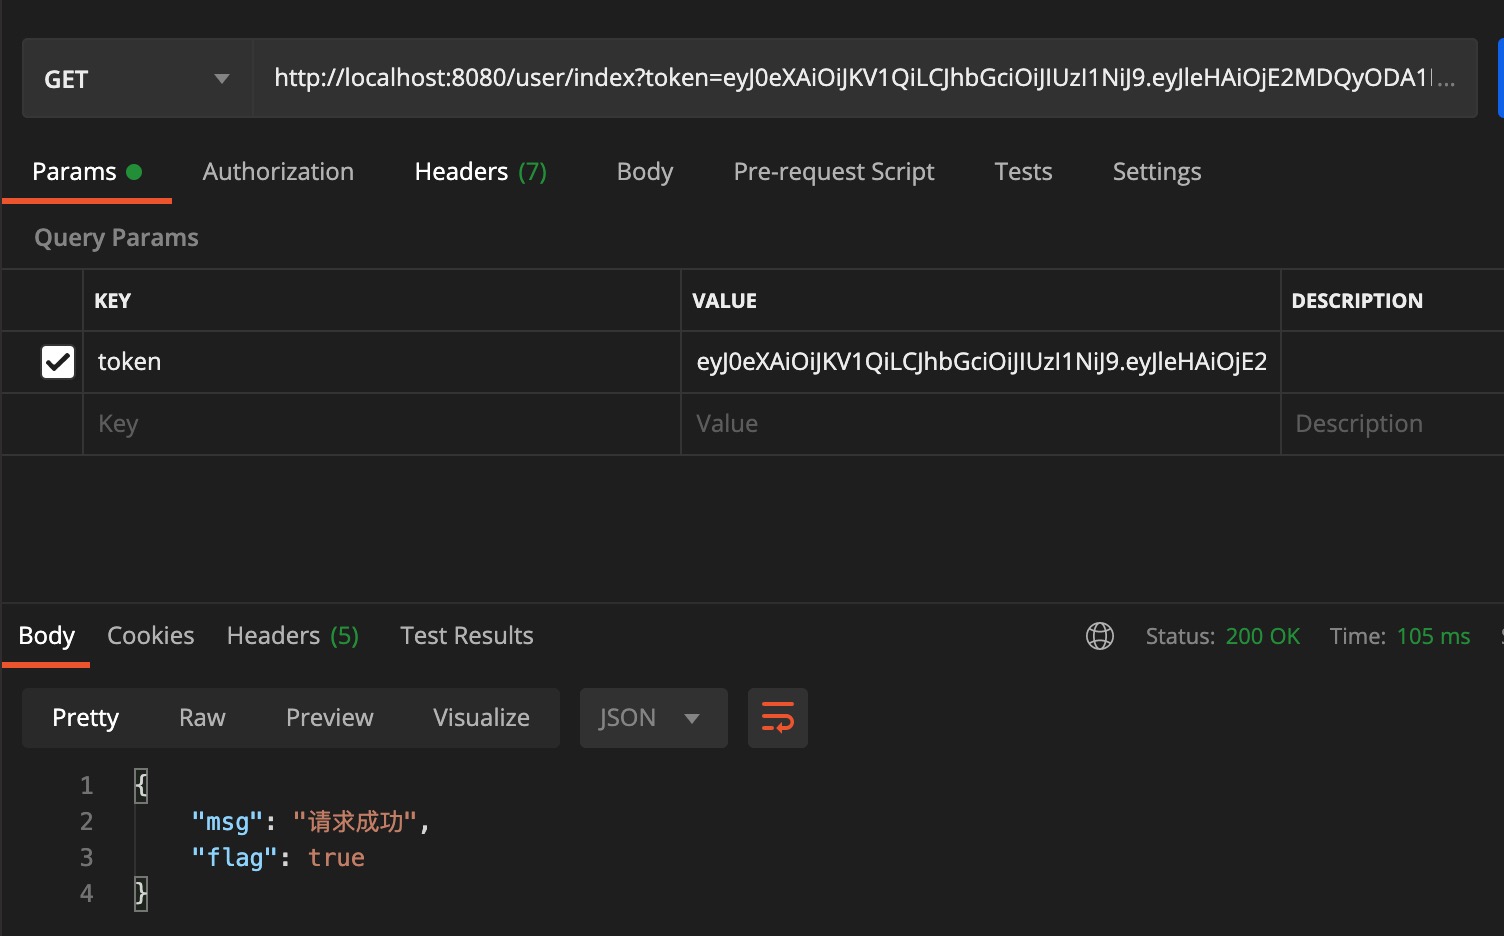 GET http://localhost:8080/user/index?token=eyJ0eXAiOiJKV1QiLCJhbGciOiJIUzI1NiJ9.eyJleHAiOjE2MDQyODA1...
Params Authorization Headers (7) Body Pre-request Script Tests Settings
Query Params
KEY VALUE DESCRIPTION
token eyJ0eXAiOiJKV1QiLCJhbGciOiJIUzI1NiJ9.eyJleHAiOjE2
Key Value Description
Body Cookies Headers (5) Test Results Status: 200 OK Time: 105 ms
Pretty Raw Preview Visualize JSON
1 {
2 "msg": "请求成功",
3 "flag": true
4 }